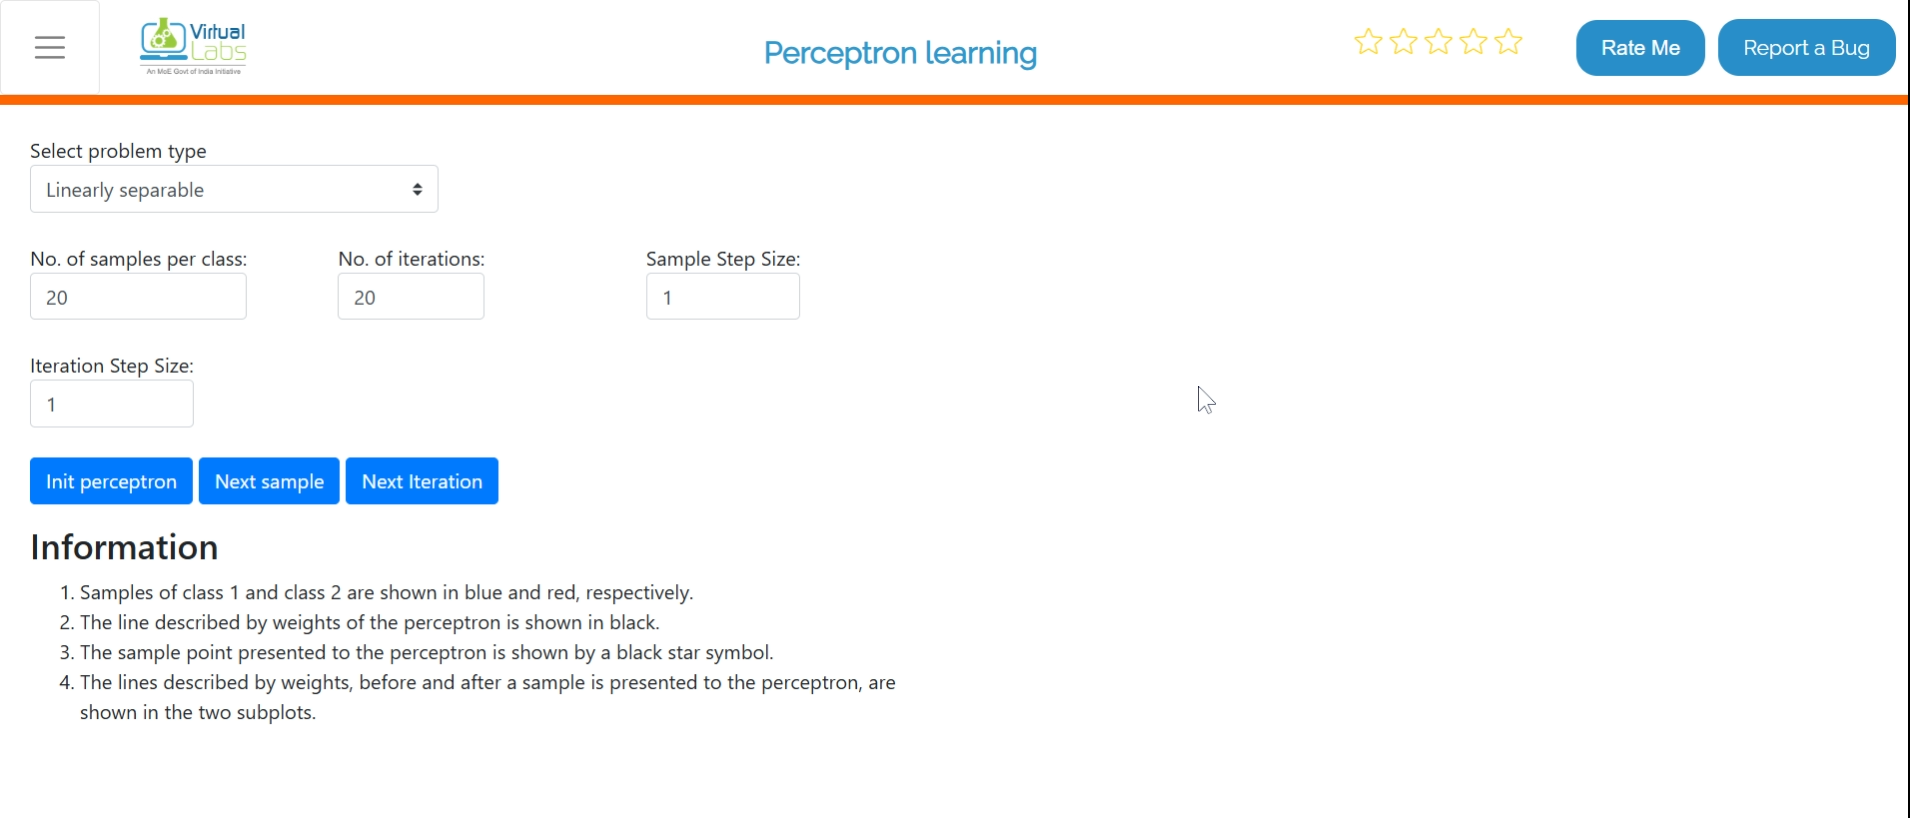 Virtual
Labs
An MoE Govt of India Initiative
Perceptron learning
Rate Me
Report a Bug
Select problem type
Linearly separable
No. of samples per class:
No. of iterations:
Sample Step Size:
20
20
1
Iteration Step Size:
1
Init perceptron
Next sample
Next Iteration
Information
1. Samples of class 1 and class 2 are shown in blue and red, respectively.
2. The line described by weights of the perceptron is shown in black.
3. The sample point presented to the perceptron is shown by a black star symbol.
4. The lines described by weights, before and after a sample is presented to the perceptron, are
shown in the two subplots.